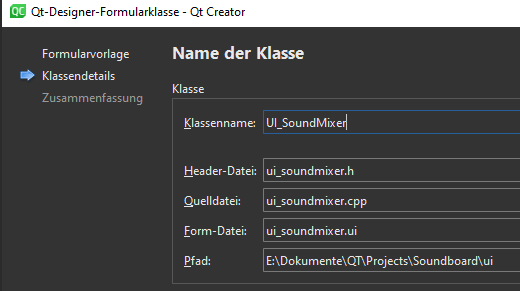 QC Qt-Designer-Formularklasse - Qt Creator
Formularvorlage
Klassendetails
Zusammenfassung
Name der Klasse
Klasse
Klassenname: UI_SoundMixer
Header-Datei: ui_soundmixer.h
Quelldatei: ui_soundmixer.cpp
Form-Datei: ui_soundmixer.ui
Pfad: E:\Dokumente\QT\Projects\Soundboard\ui